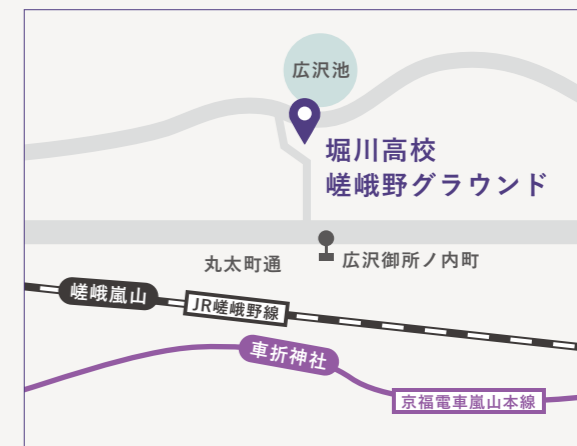 広沢池
堀川高校
嵯峨野グラウンド
丸太町通
広沢御所ノ内町
嵯峨嵐山
JR嵯峨野線
車折神社
京福電車嵐山本線